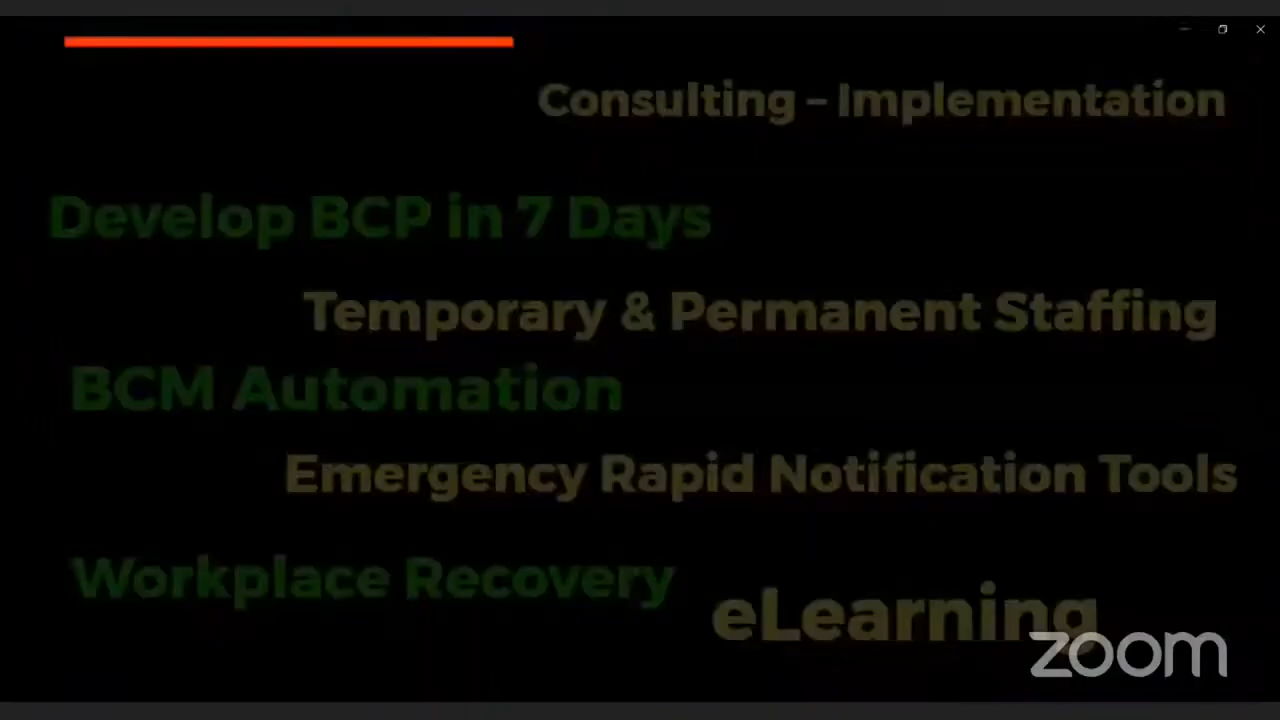 Consulting – Implementation
Develop BCP in 7 Days
Temporary & Permanent Staffing
BCM Automation
Emergency Rapid Notification Tools
Workplace Recovery
eLearning
zoom